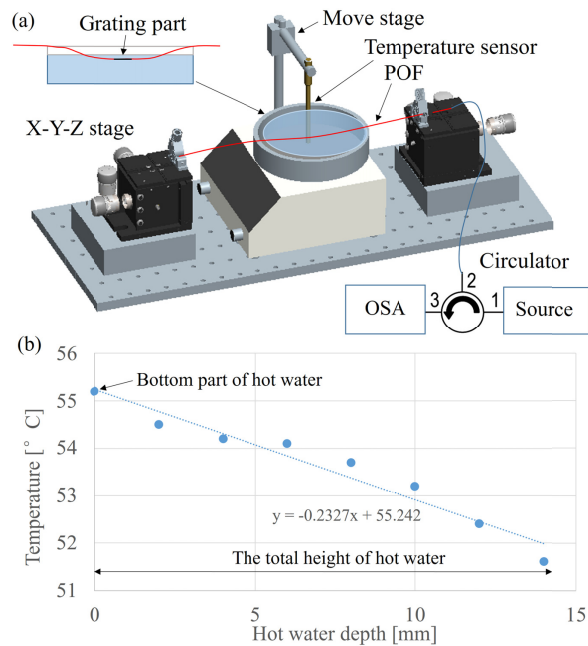 (a)
Grating part
Move stage
Temperature sensor
POF
X-Y-Z stage
Circulator
2
3
1
OSA
Source
(b)
56
55
54
53
52
51
Temperature [° C]
Bottom part of hot water
y = -0.2327x + 55.242
The total height of hot water
0
5
10
15
Hot water depth [mm]